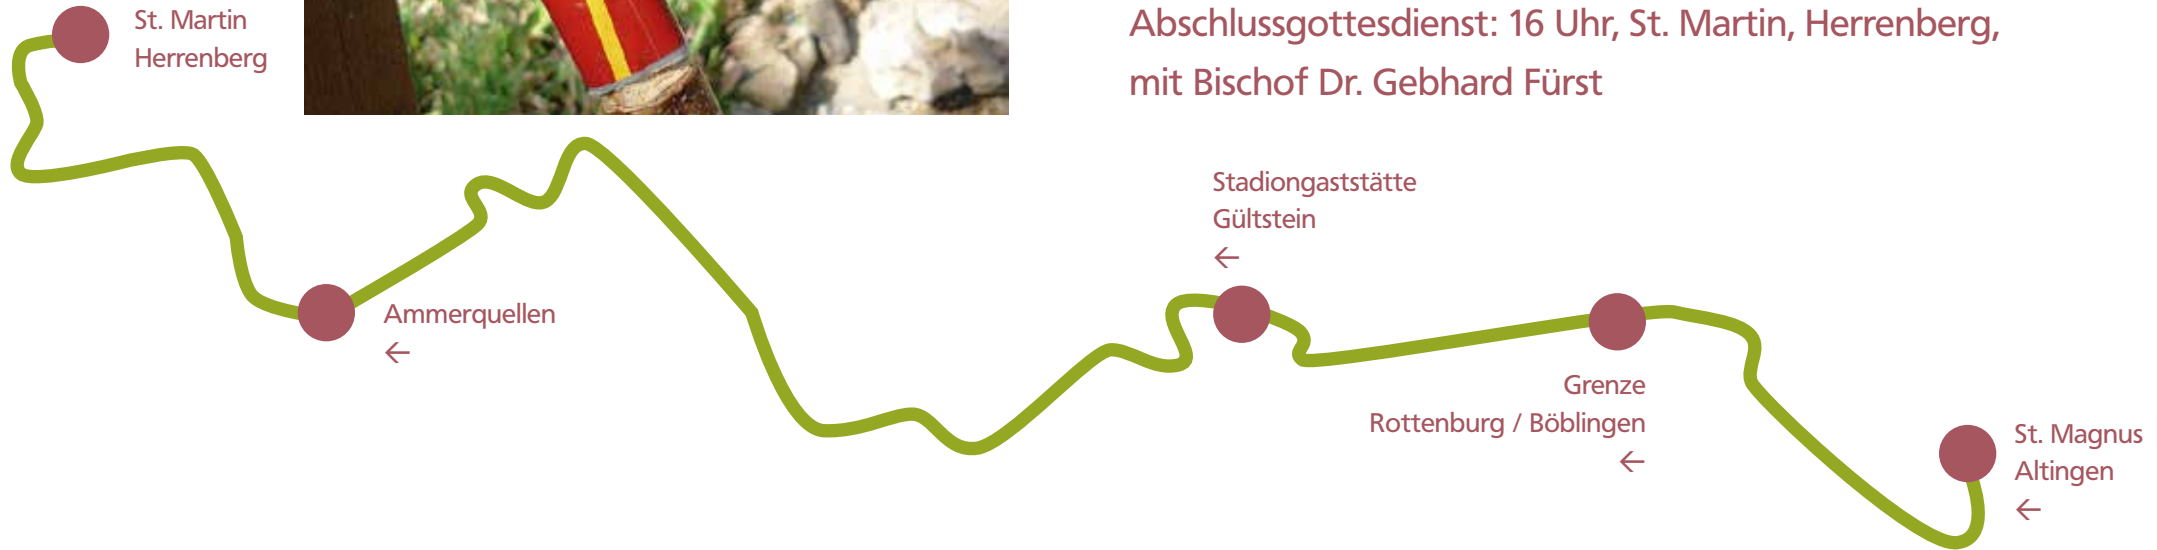 St. Martin
Herrenberg
Abschlussgottesdienst: 16 Uhr, St. Martin, Herrenberg,
mit Bischof Dr. Gebhard Fürst
Stadiongaststätte
Gültstein
←
Ammerquellen
←
Grenze
Rottenburg / Böblingen
←
St. Magnus
Altingen
←